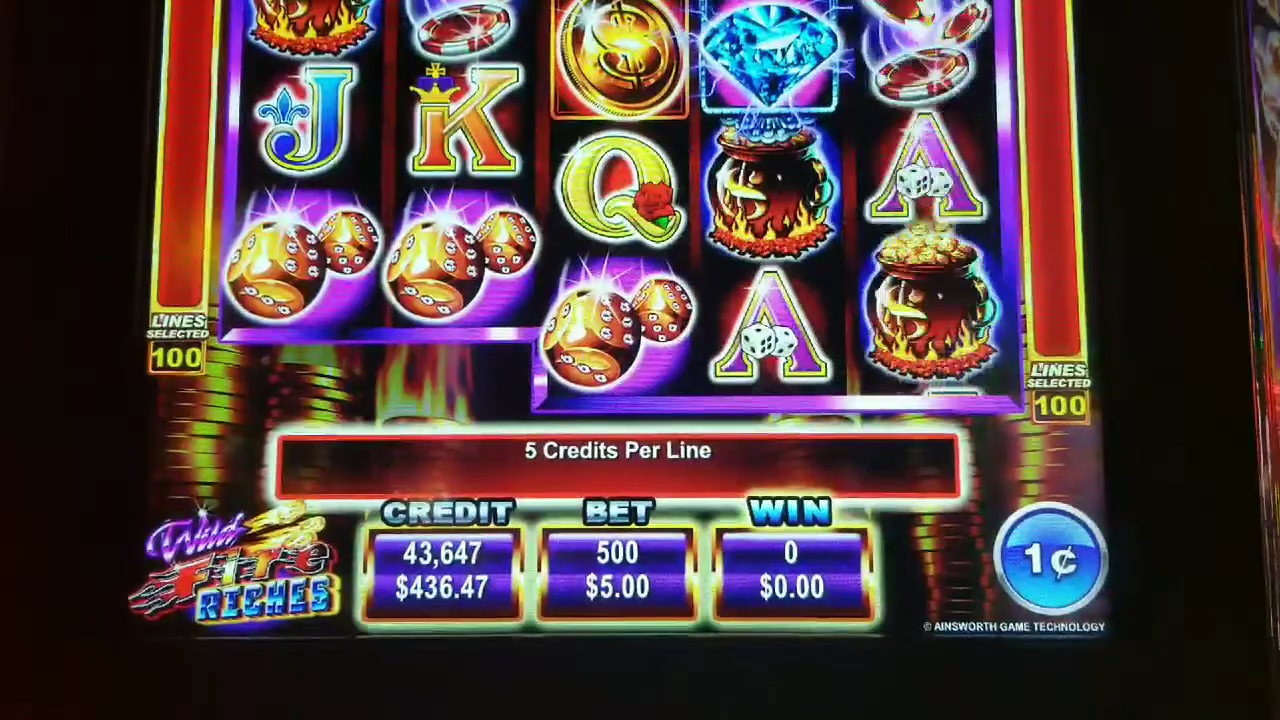 J
K
Q
A
A
LINES
SELECTED
100
LINES
SELECTED
100
5 Credits Per Line
CREDIT
43,647
$436.47
BET
500
$5.00
WIN
0
$0.00
Wild
Fire
RICHES
1¢
© AINSWORTH GAME TECHNOLOGY